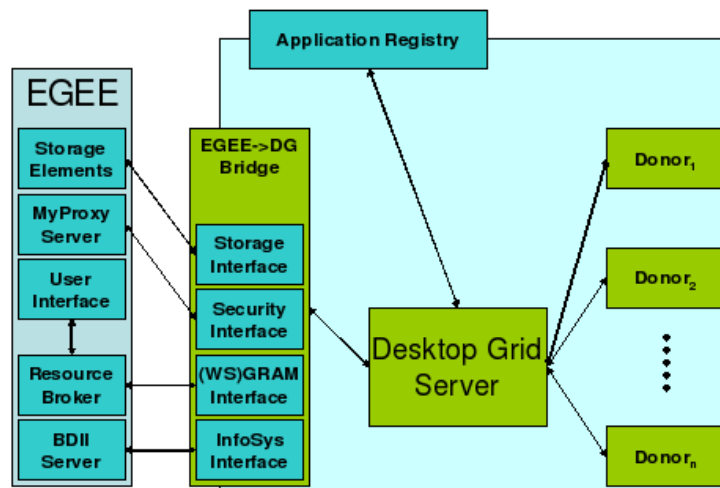 Application Registry
EGEE
Storage
Elements
MyProxy
Server
User
Interface
Resource
Broker
BDII
Server
EGEE->DG
Bridge
Storage
Interface
Security
Interface
(WS)GRAM
Interface
InfoSys
Interface
Desktop Grid
Server
Donor₁
Donor₂
Donorₙ